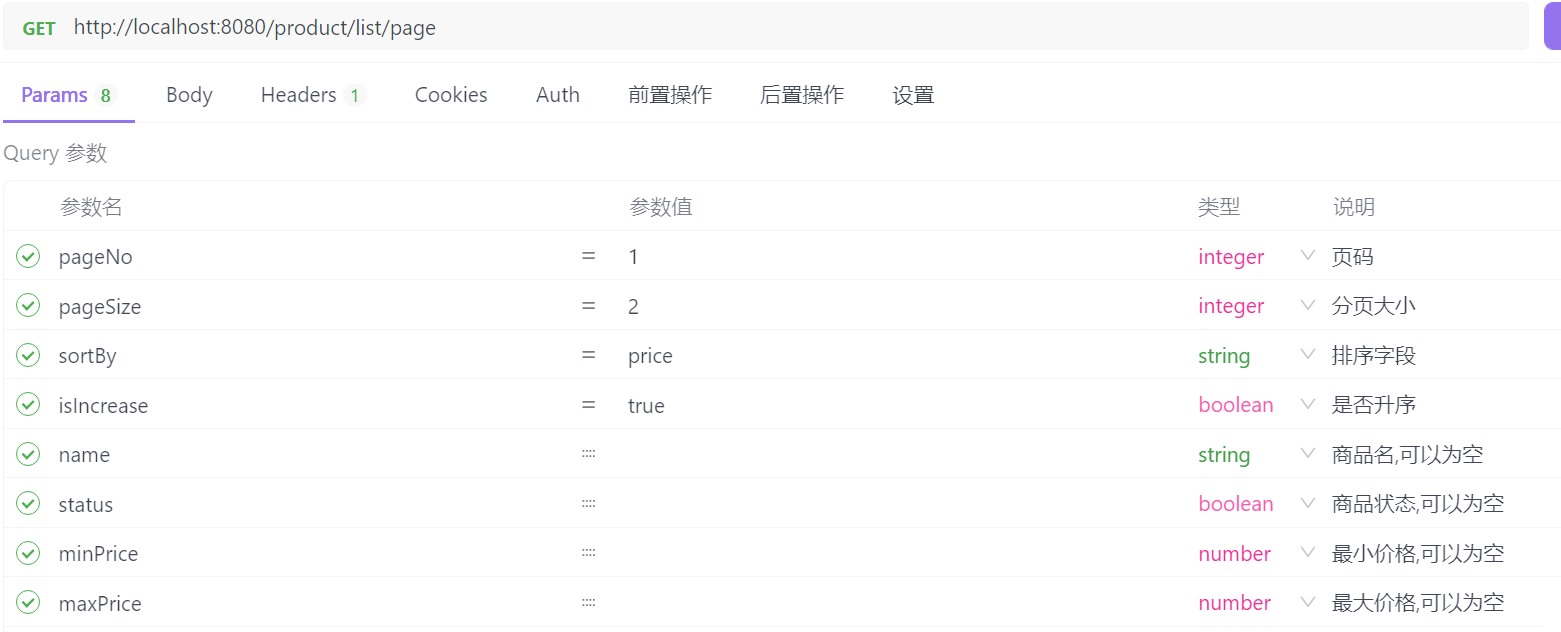 GET http://localhost:8080/product/list/page
Params 8 Body Headers 1 Cookies Auth 前置操作 后置操作 设置
Query 参数
参数名 参数值 类型 说明
pageNo = 1 integer 页码
pageSize = 2 integer 分页大小
sortBy = price string 排序字段
isIncrease = true boolean 是否升序
name string 商品名,可以为空
status boolean 商品状态,可以为空
minPrice number 最小价格,可以为空
maxPrice number 最大价格,可以为空